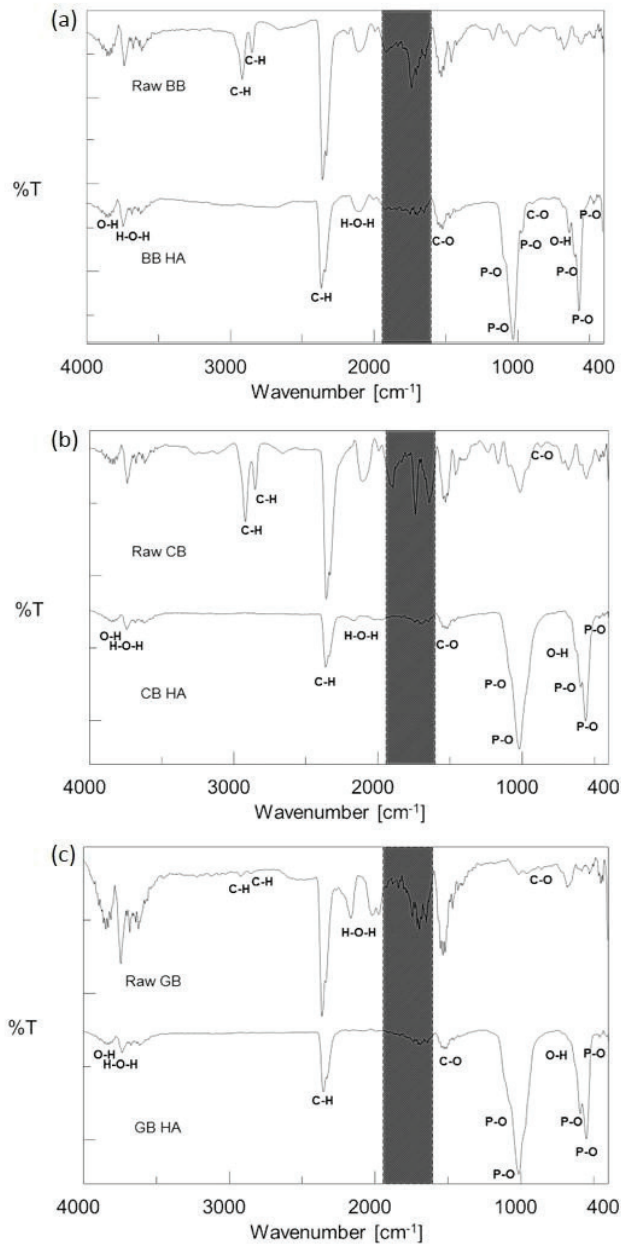 (a)
C-H
Raw BB
C-H
%T
O-H
H-O-H
BB HA
H-O-H
C-H
C-O
C-O
P-O
P-O
O-H
P-O
P-O
P-O
P-O
4000 3000 2000 1000 400
Wavenumber [cm⁻¹]
(b)
C-O
C-H
C-H
Raw CB
%T
O-H
H-O-H
CB HA
H-O-H
C-H
C-O
P-O
O-H
P-O
P-O
P-O
P-O
4000 3000 2000 1000 400
Wavenumber [cm⁻¹]
(c)
C-H
C-H
C-O
H-O-H
Raw GB
%T
O-H
H-O-H
GB HA
C-H
C-O
O-H
P-O
P-O
P-O
P-O
P-O
4000 3000 2000 1000 400
Wavenumber [cm⁻¹]